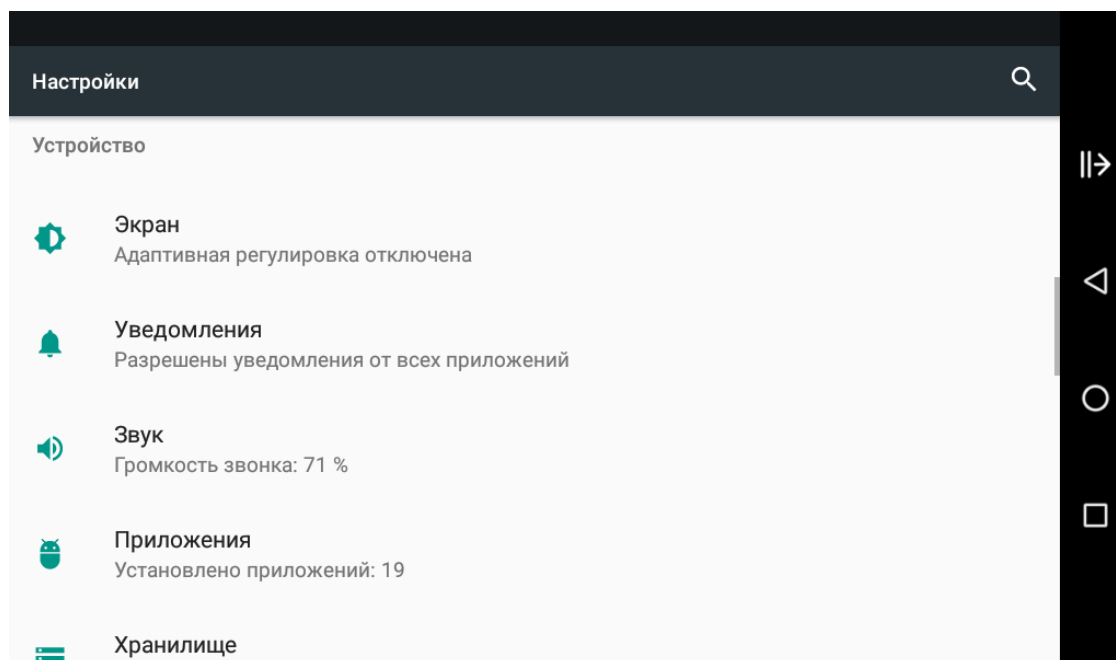 Настройки
Устройство
Экран
Адаптивная регулировка отключена
Уведомления
Разрешены уведомления от всех приложений
Звук
Громкость звонка: 71 %
Приложения
Установлено приложений: 19
Хранилище